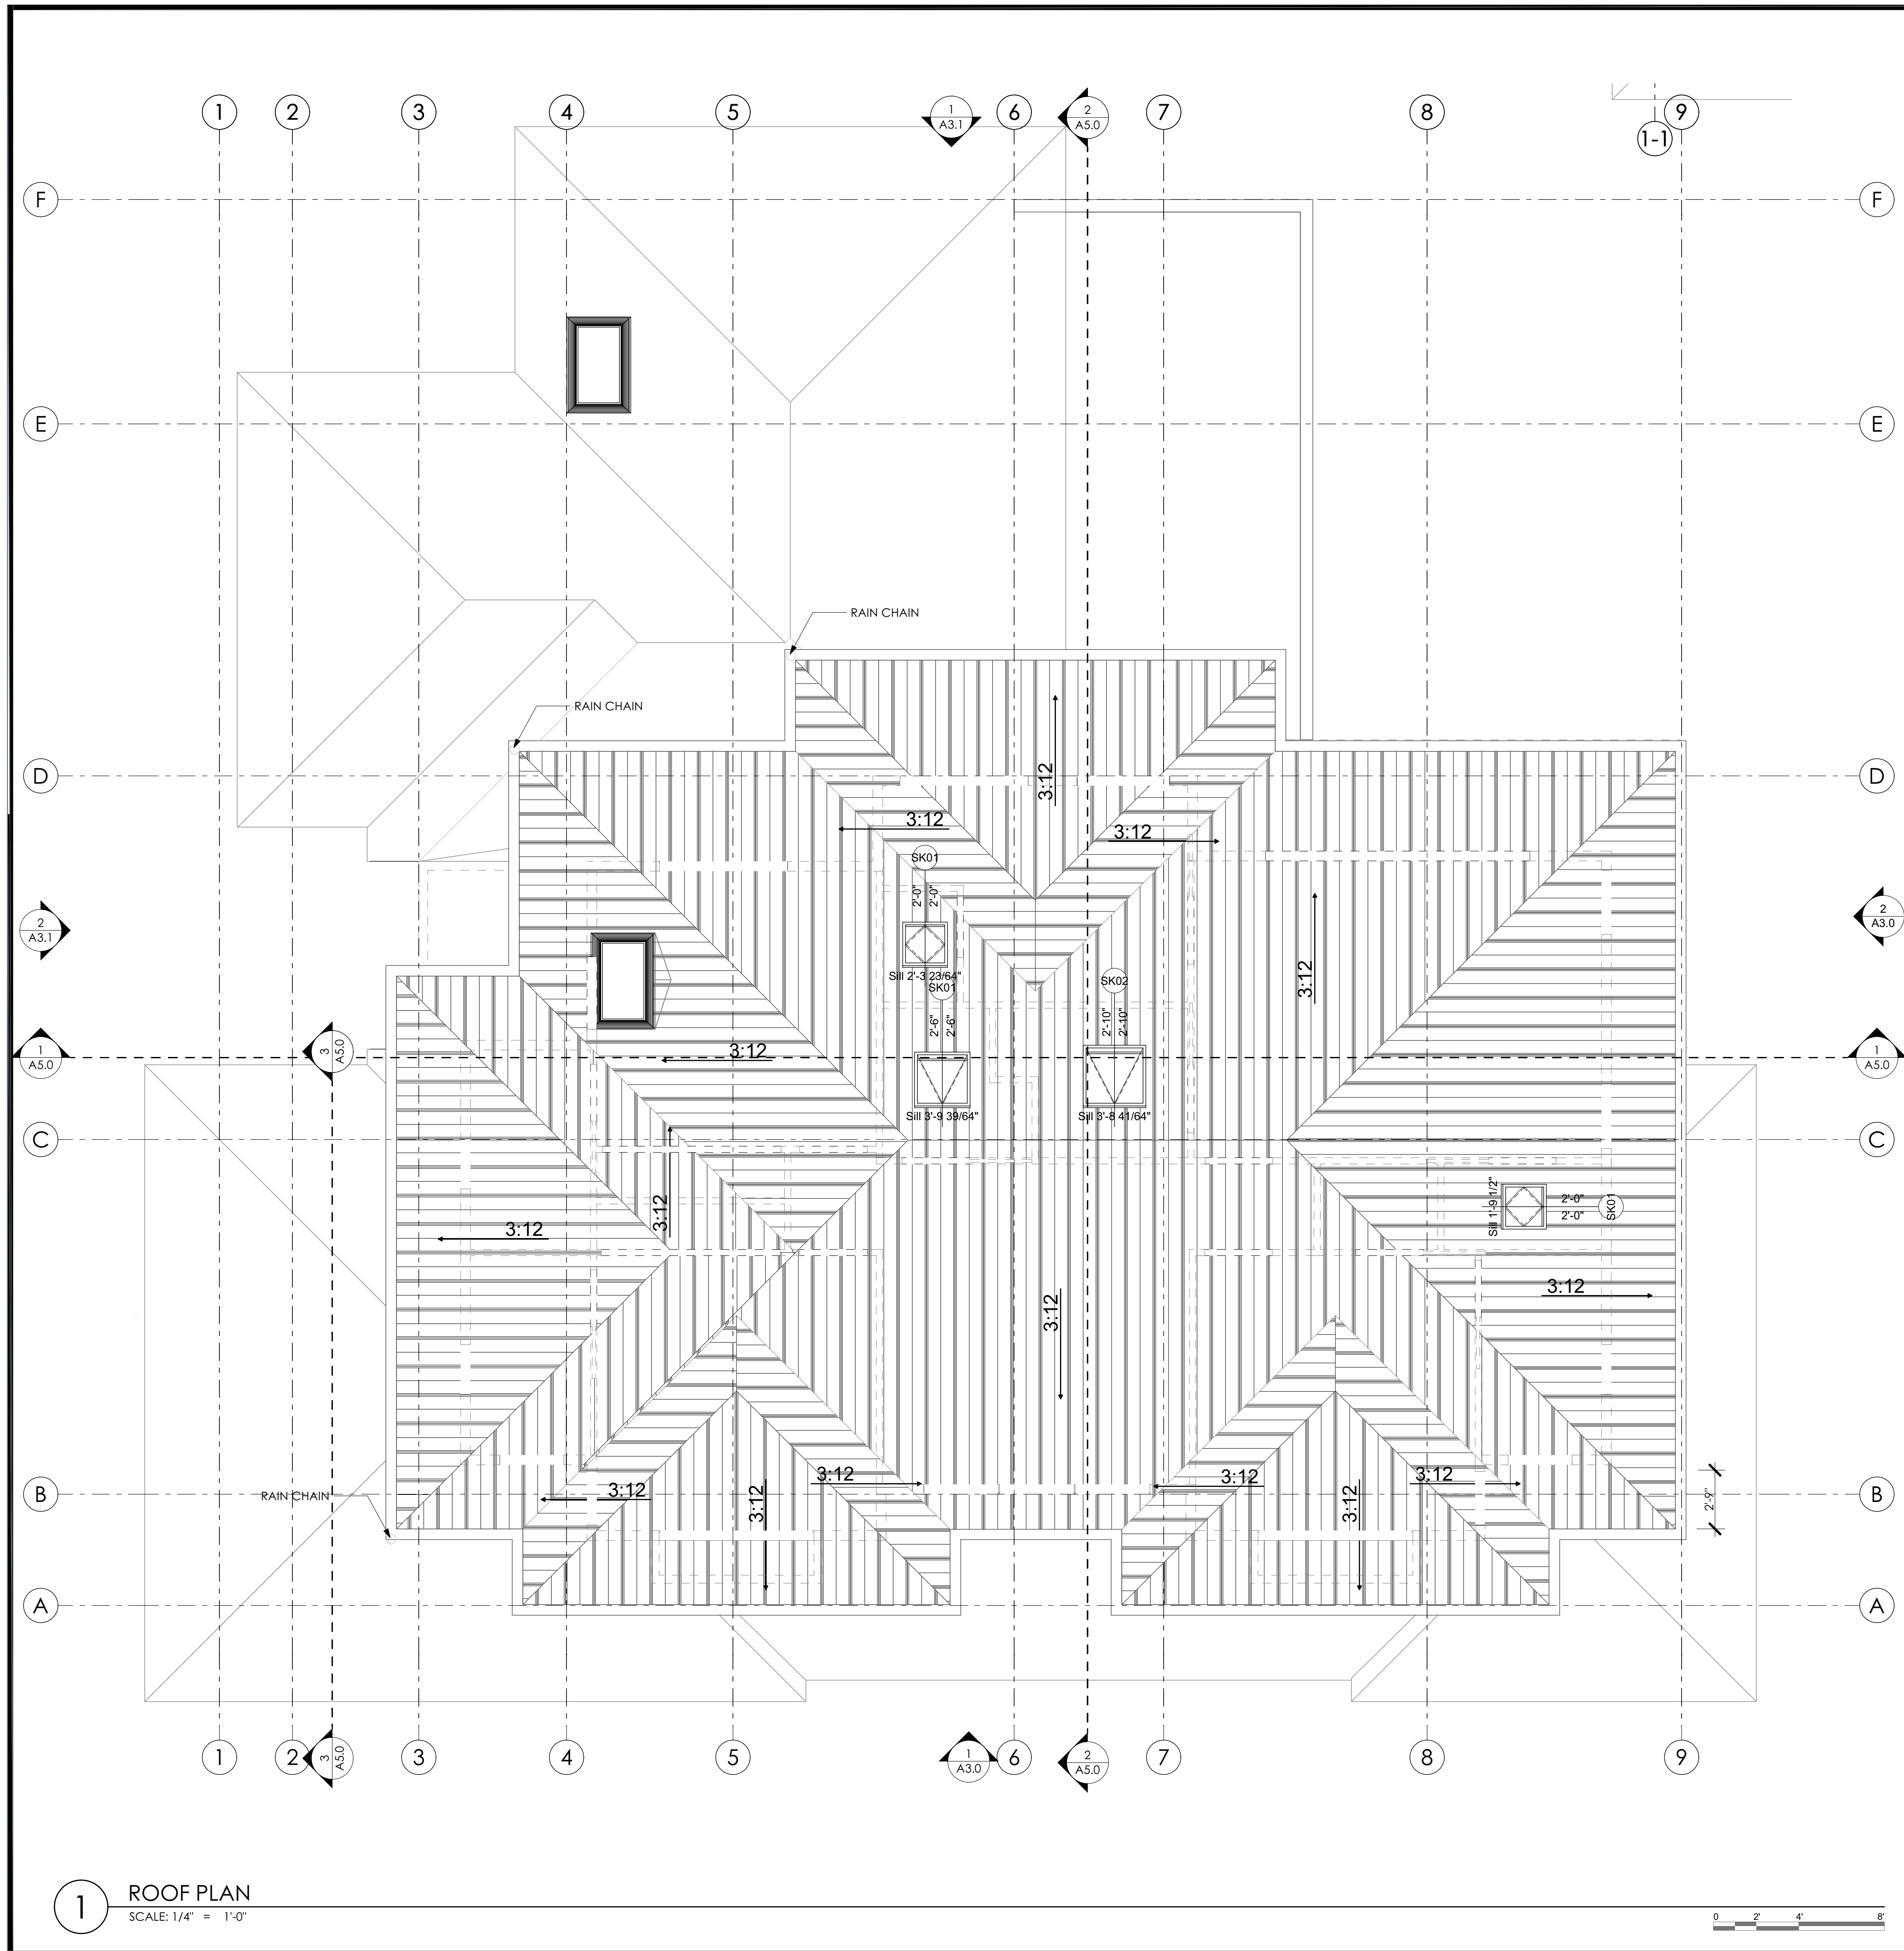 1 2 3 4 5 1 A3.1 6 2 A5.0 7 8 9
1-1
F F
E E
RAIN CHAIN
RAIN CHAIN
D D
3:12
3:12 3:12
SK01
2'-0" 2'-0"
2 A3.1 2 A3.0
Sill 2'-3 23/64"
SK01 SK02
3:12
2'-6" 2'-6" 2'-10" 2'-10"
1 A5.0 3 A5.0 3:12 1 A5.0
Sill 3'-9 39/64" Sill 3'-8 41/64"
C C
Sill 1'-9 1/2" 2'-0" SK01
2'-0"
3:12 3:12
3:12 3:12
3:12 3:12 3:12
3:12 3:12 3:12
B RAIN CHAIN 2'-9" B
A A
1 2 3 A5.0 3 4 5 1 A3.0 6 2 A5.0 7 8 9
1 ROOF PLAN
SCALE: 1/4" = 1'-0"
0 2' 4' 8'